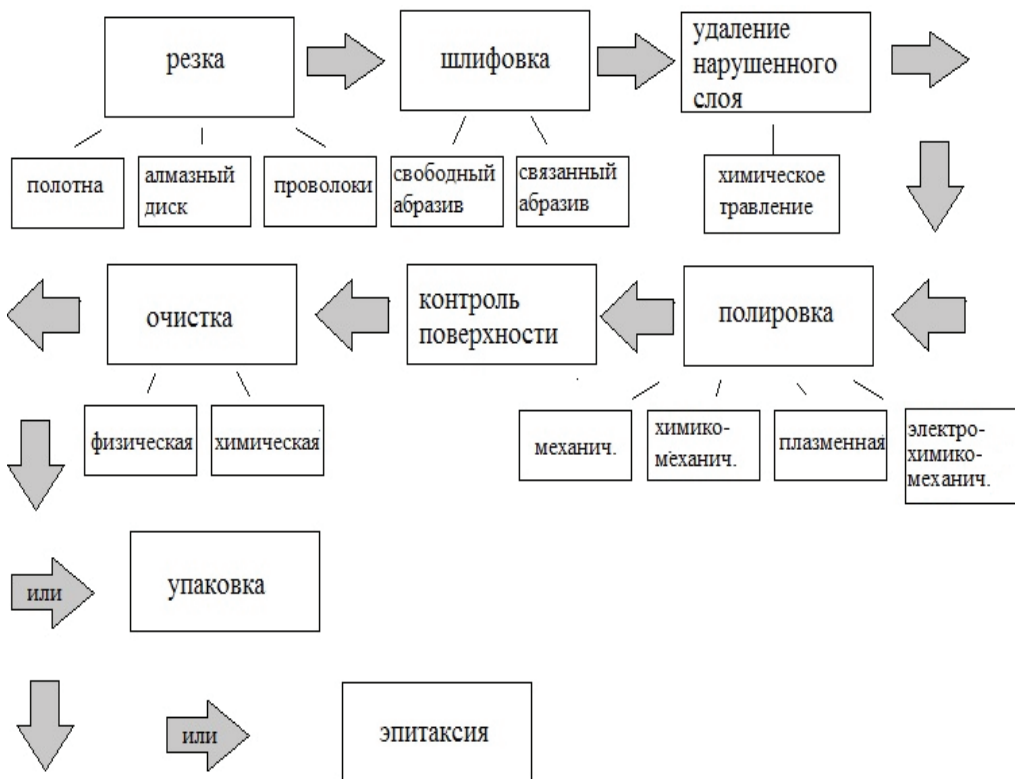 резка
шлифовка
удаление
нарушенного
слоя
полотна
алмазный
диск
проволоки
свободный
абразив
связанный
абразив
химическое
травление
очистка
контроль
поверхности
полировка
физическая
химическая
механич.
химико-
механич.
плазменная
электро-
химико-
механич.
или
упаковка
или
эпитаксия